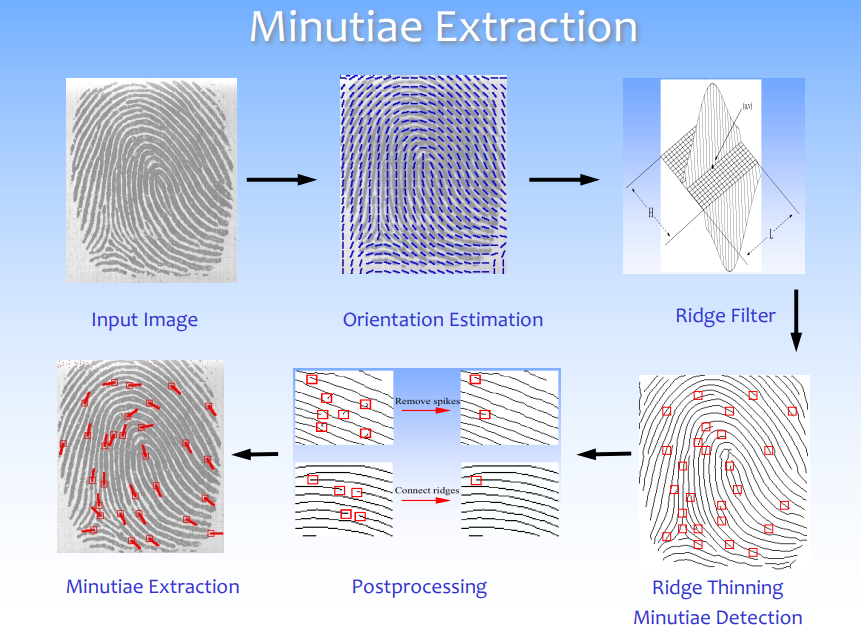 Minutiae Extraction
(u,v)
H
L
Input Image
Orientation Estimation
Ridge Filter
Remove spikes
Connect ridges
Minutiae Extraction
Postprocessing
Ridge Thinning
Minutiae Detection